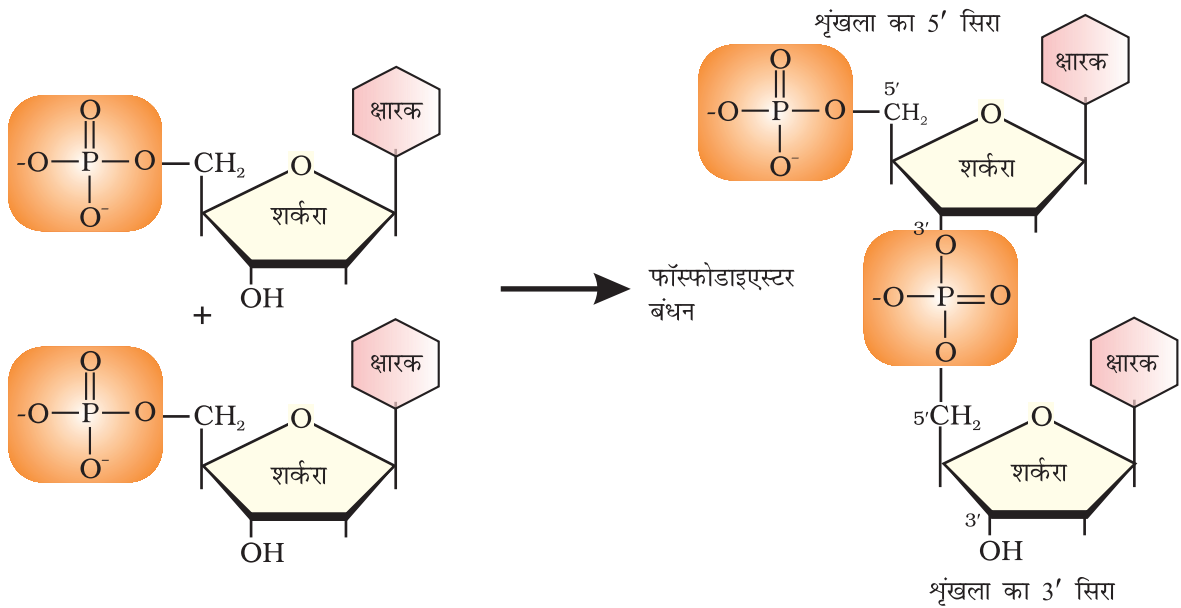 O
-O P O CH₂
O⁻
क्षारक
O
शर्करा
OH
+
O
-O P O CH₂
O⁻
क्षारक
O
शर्करा
OH
फॉस्फोडाइएस्टर
बंधन
शृंखला का 5′ सिरा
O
-O P O 5′ CH₂
O⁻
क्षारक
O
शर्करा
3′
O
-O P O
O
5′CH₂
क्षारक
O
शर्करा
3′
OH
शृंखला का 3′ सिरा